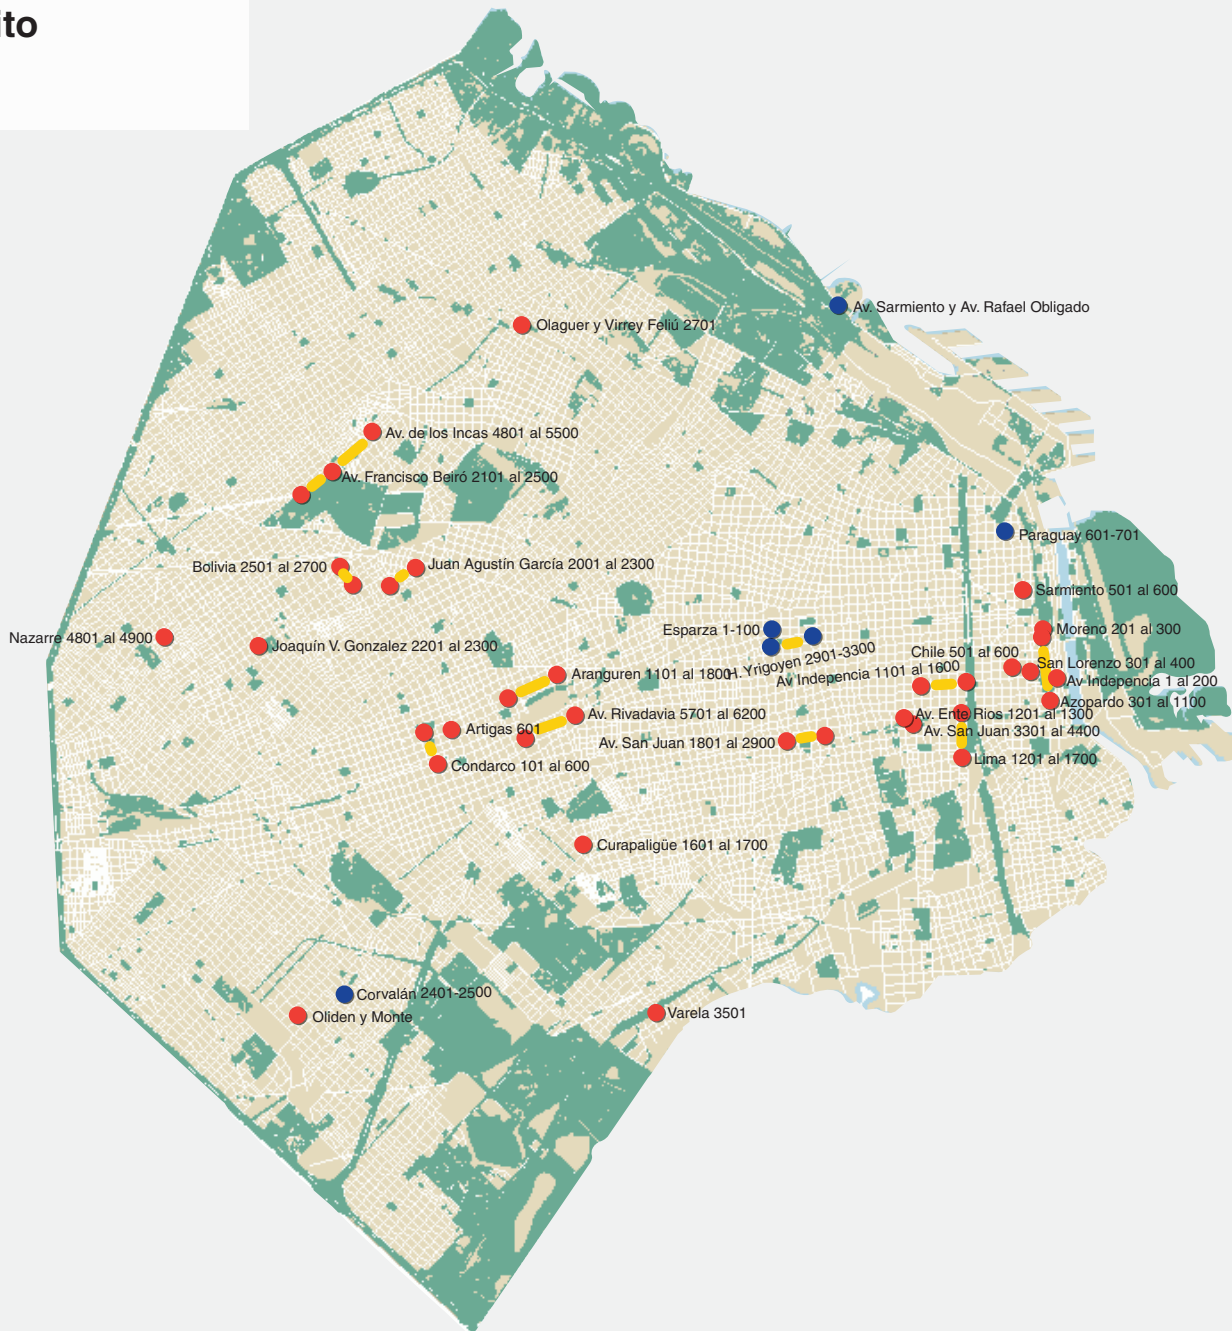 ito
Av. Sarmiento y Av. Rafael Obligado
Olaguer y Virrey Feliú 2701
Av. de los Incas 4801 al 5500
Av. Francisco Beiró 2101 al 2500
Paraguay 601-701
Bolivia 2501 al 2700
Juan Agustín García 2001 al 2300
Sarmiento 501 al 600
Nazarre 4801 al 4900
Joaquín V. Gonzalez 2201 al 2300
Esparza 1-100
Moreno 201 al 300
H. Yrigoyen 2901-3300
Chile 501 al 600
San Lorenzo 301 al 400
Aranguren 1101 al 1800
Av Indepencia 1101 al 1600
Av Indepencia 1 al 200
Azopardo 301 al 1100
Av. Rivadavia 5701 al 6200
Av. Ente Rios 1201 al 1300
Artigas 601
Av. San Juan 3301 al 4400
Av. San Juan 1801 al 2900
Lima 1201 al 1700
Condarco 101 al 600
Curapaligüe 1601 al 1700
Corvalán 2401-2500
Oliden y Monte
Varela 3501